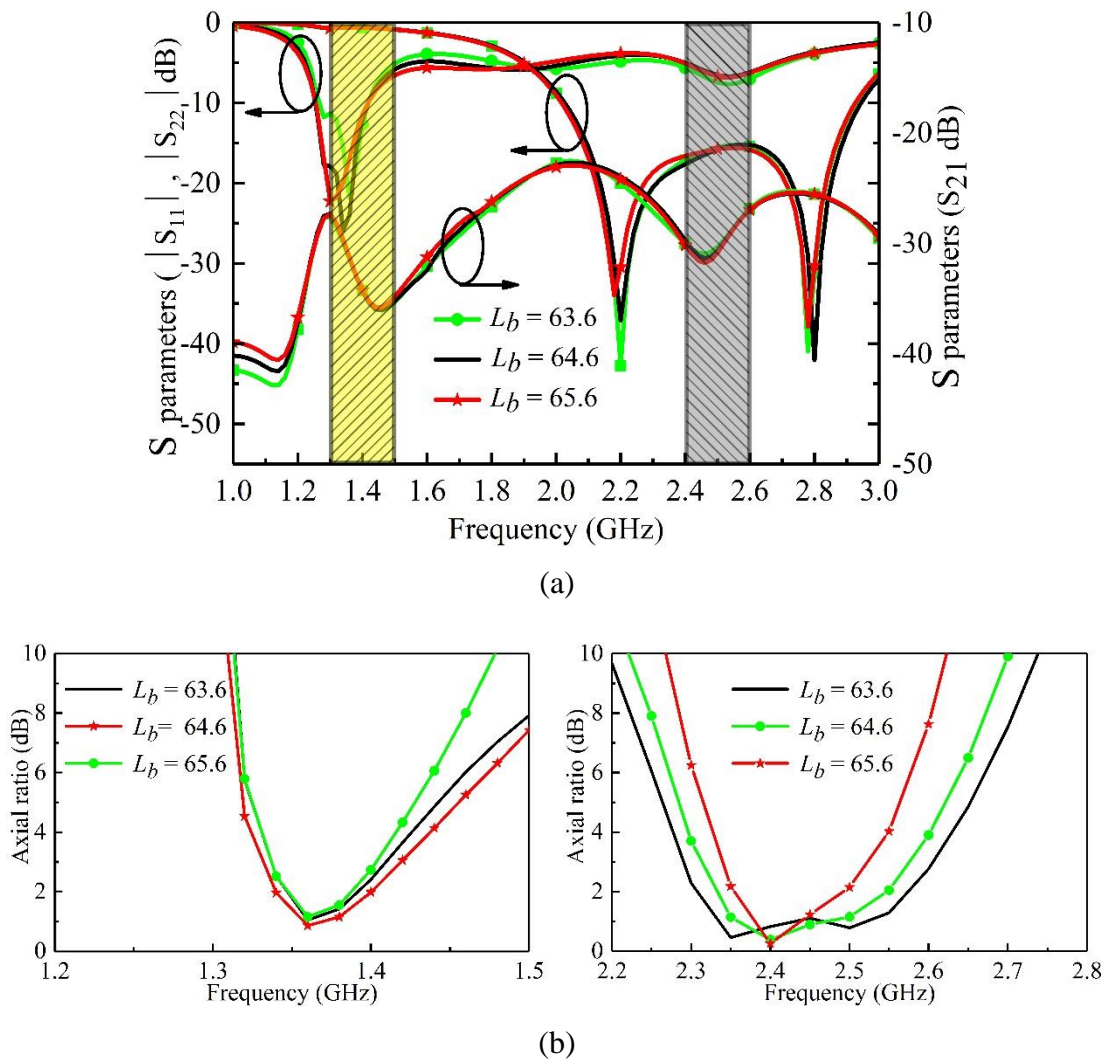 0
-10
-20
-30
-40
-50
S parameters ( |S11| , |S22,| dB)
-10
-20
-30
-40
-50
S parameters (S21 dB)
Lb = 63.6
Lb = 64.6
Lb = 65.6
1.0 1.2 1.4 1.6 1.8 2.0 2.2 2.4 2.6 2.8 3.0
Frequency (GHz)
(a)
10
8
6
4
2
0
Axial ratio (dB)
Lb = 63.6
Lb = 64.6
Lb = 65.6
1.2 1.3 1.4 1.5
Frequency (GHz)
10
8
6
4
2
0
Axial ratio (dB)
Lb = 63.6
Lb = 64.6
Lb = 65.6
2.2 2.3 2.4 2.5 2.6 2.7 2.8
Frequency (GHz)
(b)